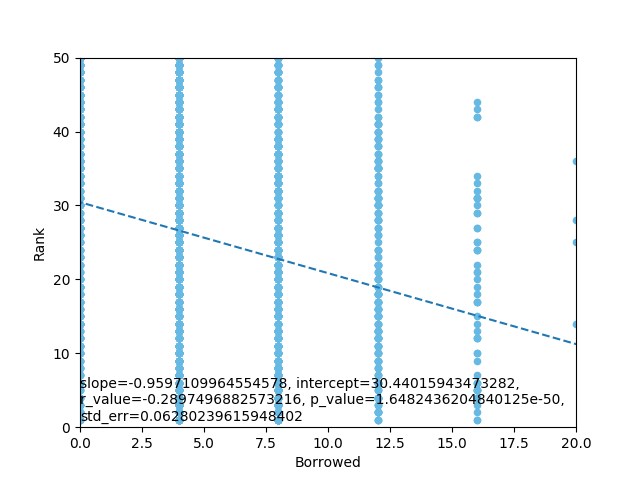 50
40
30
20
10
0
Rank
slope=-0.9597109964554578, intercept=30.44015943473282,
r_value=-0.2897496882573216, p_value=1.6482436204840125e-50,
std_err=0.06280239615948402
0.0 2.5 5.0 7.5 10.0 12.5 15.0 17.5 20.0
Borrowed